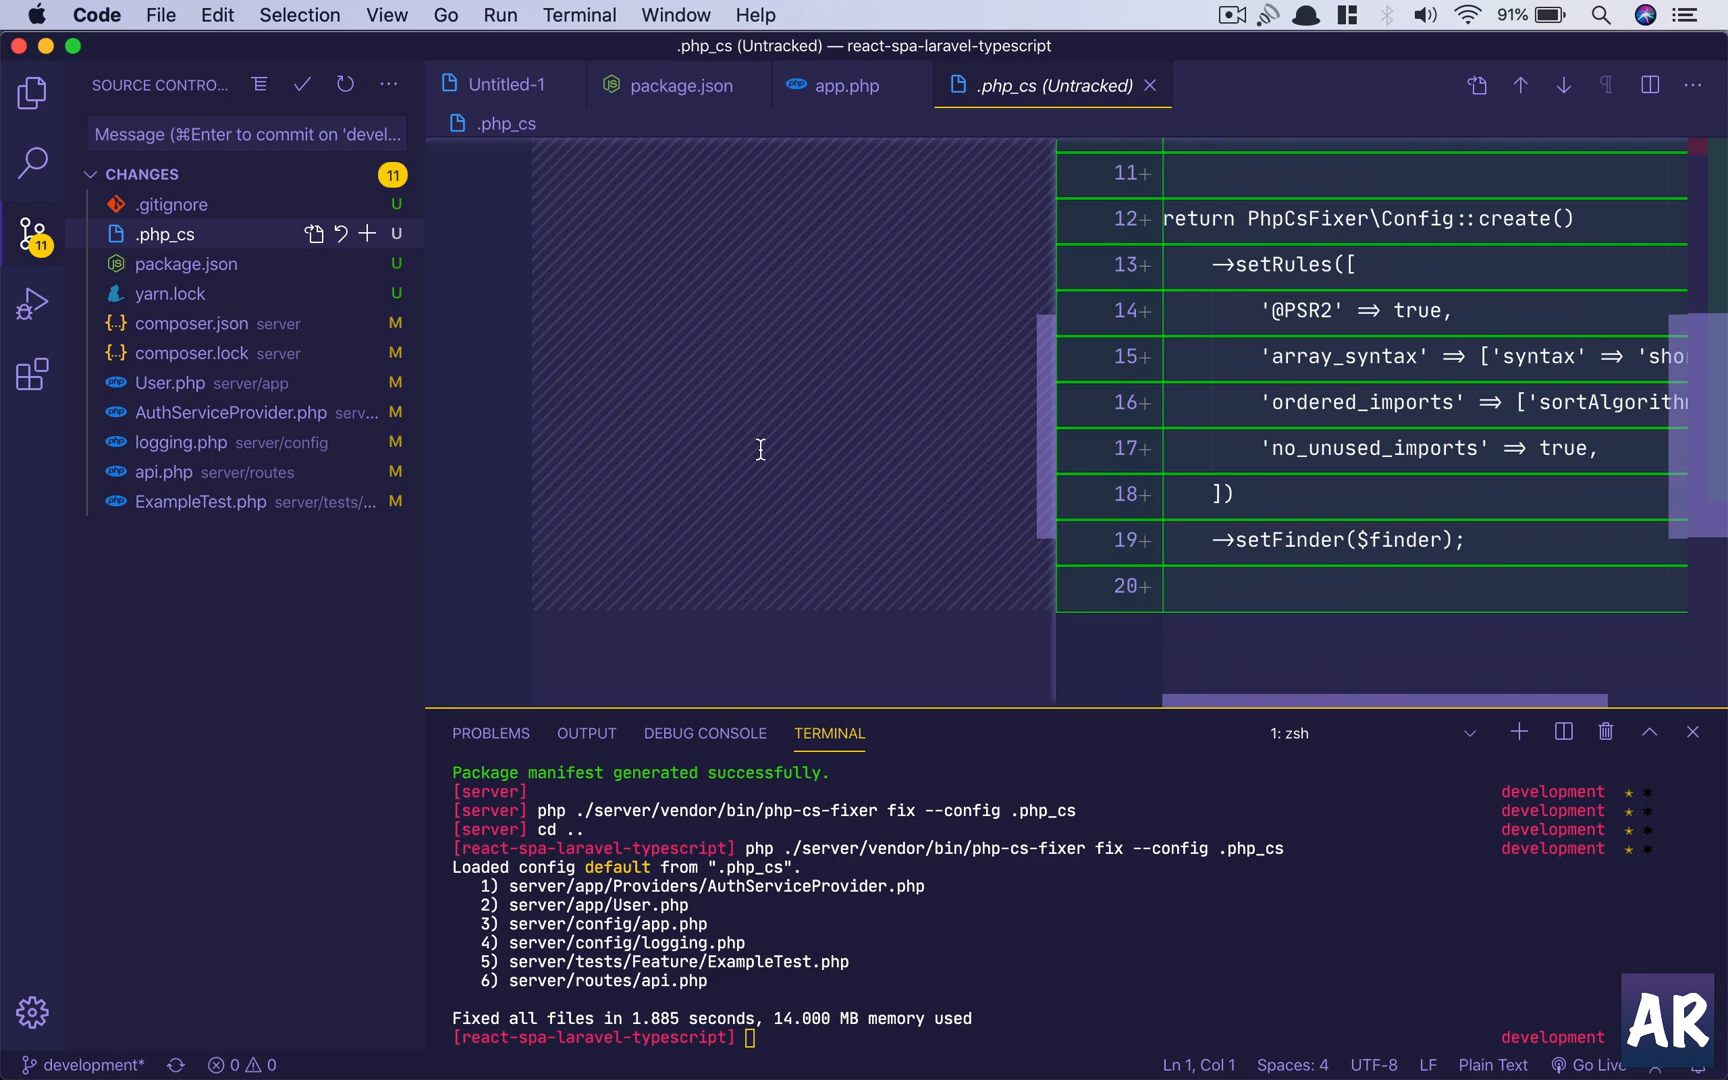 Code File Edit Selection View Go Run Terminal Window Help 91%
.php_cs (Untracked) — react-spa-laravel-typescript
SOURCE CONTRO...
Untitled-1 package.json app.php .php_cs (Untracked)
.php_cs
Message (⌘Enter to commit on 'devel...
CHANGES 11
.gitignore U
.php_cs U
package.json U
yarn.lock U
composer.json server M
composer.lock server M
User.php server/app M
AuthServiceProvider.php serv... M
logging.php server/config M
api.php server/routes M
ExampleTest.php server/tests/... M
11
11+
12+ return PhpCsFixer\Config::create()
13+ ->setRules([
14+ '@PSR2' => true,
15+ 'array_syntax' => ['syntax' => 'sho
16+ 'ordered_imports' => ['sortAlgorith
17+ 'no_unused_imports' => true,
18+ ])
19+ ->setFinder($finder);
20+
PROBLEMS OUTPUT DEBUG CONSOLE TERMINAL 1: zsh
Package manifest generated successfully.
[server] development ★ ✱
[server] php ./server/vendor/bin/php-cs-fixer fix --config .php_cs development ★ ✱
[server] cd .. development ★ ✱
[react-spa-laravel-typescript] php ./server/vendor/bin/php-cs-fixer fix --config .php_cs development ★ ✱
Loaded config default from ".php_cs".
1) server/app/Providers/AuthServiceProvider.php
2) server/app/User.php
3) server/config/app.php
4) server/config/logging.php
5) server/tests/Feature/ExampleTest.php
6) server/routes/api.php
Fixed all files in 1.885 seconds, 14.000 MB memory used
[react-spa-laravel-typescript] development
AR
development* 0 0 Ln 1, Col 1 Spaces: 4 UTF-8 LF Plain Text Go Live